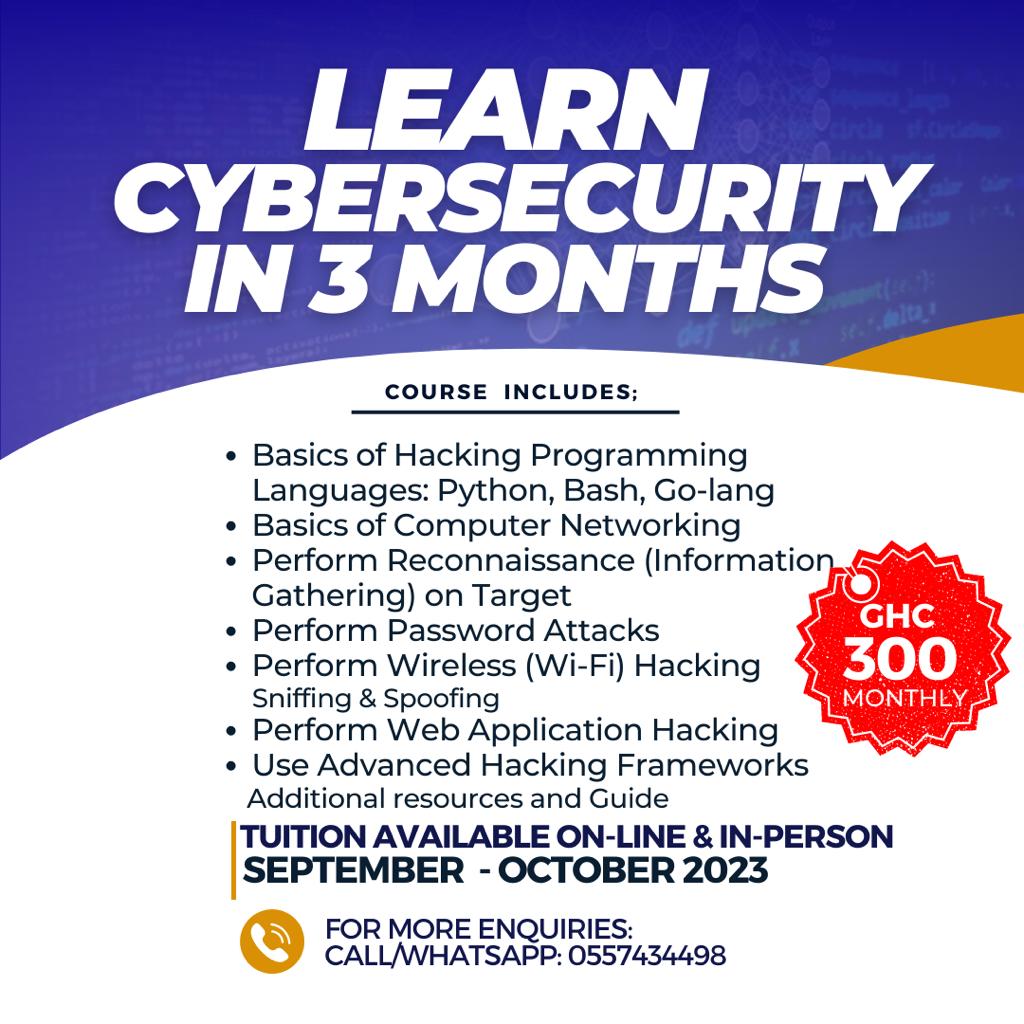 LEARN
CYBERSECURITY
IN 3 MONTHS
COURSE INCLUDES;
• Basics of Hacking Programming
Languages: Python, Bash, Go-lang
• Basics of Computer Networking
• Perform Reconnaissance (Information
Gathering) on Target
• Perform Password Attacks
• Perform Wireless (Wi-Fi) Hacking
Sniffing & Spoofing
• Perform Web Application Hacking
• Use Advanced Hacking Frameworks
Additional resources and Guide
GHC
300
MONTHLY
TUITION AVAILABLE ON-LINE & IN-PERSON
SEPTEMBER - OCTOBER 2023
FOR MORE ENQUIRIES:
CALL/WHATSAPP: 0557434498